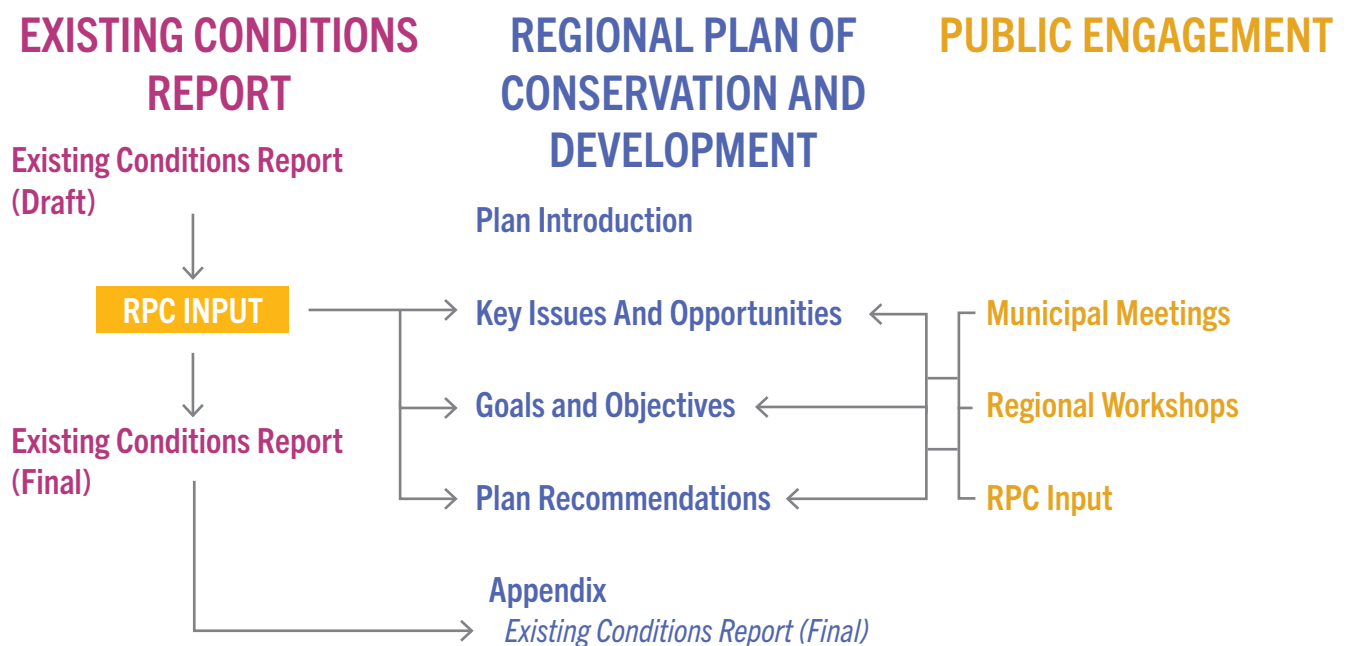 EXISTING CONDITIONS
REPORT
Existing Conditions Report
(Draft)
RPC INPUT
Existing Conditions Report
(Final)
REGIONAL PLAN OF
CONSERVATION AND
DEVELOPMENT
Plan Introduction
Key Issues And Opportunities
Goals and Objectives
Plan Recommendations
Appendix
Existing Conditions Report (Final)
PUBLIC ENGAGEMENT
Municipal Meetings
Regional Workshops
RPC Input